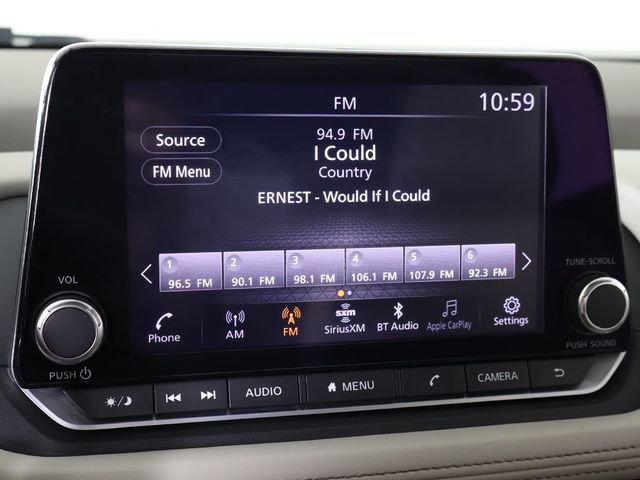 FM
10:59
Source
94.9 FM
I Could
FM Menu
Country
ERNEST - Would If I Could
1 2 3 4 5 6
96.5 FM 90.1 FM 98.1 FM 106.1 FM 107.9 FM 92.3 FM
VOL
TUNE·SCROLL
sxm
Phone AM FM SiriusXM BT Audio Apple CarPlay Settings
PUSH
PUSH SOUND
AUDIO MENU CAMERA